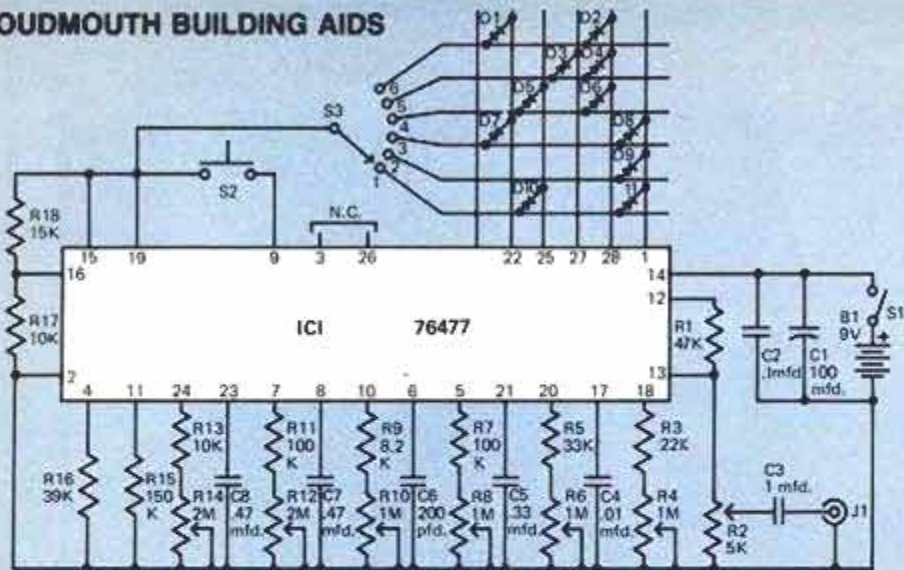 OUDMOUTH BUILDING AIDS
D1
D2
D3
D4
D5
D6
D7
D8
D9
D10
11
6
5
4
3
2
1
S3
S2
N.C.
R18
15K
15
19
9
3
26
22
25
27
28
1
16
14
12
R17
10K
ICI
76477
R1
47K
C2
.1mfd.
C1
100
mfd.
B1
9V
+
S1
2
13
4
11
24
23
7
8
10
6
5
21
20
17
18
R13
10K
R11
100
K
R9
8.2
K
R7
100
K
R5
33K
R3
22K
R16
39K
R15
150
K
R14
2M
C8
.47
mfd.
R12
2M
C7
.47
mfd.
R10
1M
C6
200
pfd.
R8
1M
C5
.33
mfd.
R6
1M
C4
.01
mfd.
R4
1M
R2
5K
C3
1 mfd.
J1